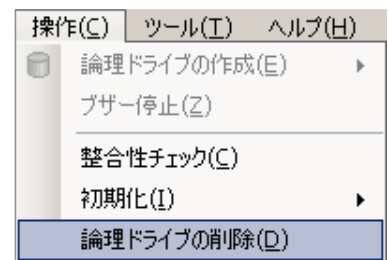 操作(C) ツール(T) ヘルプ(H)
論理ドライブの作成(E)
ブザー停止(Z)
整合性チェック(C)
初期化(I)
論理ドライブの削除(D)